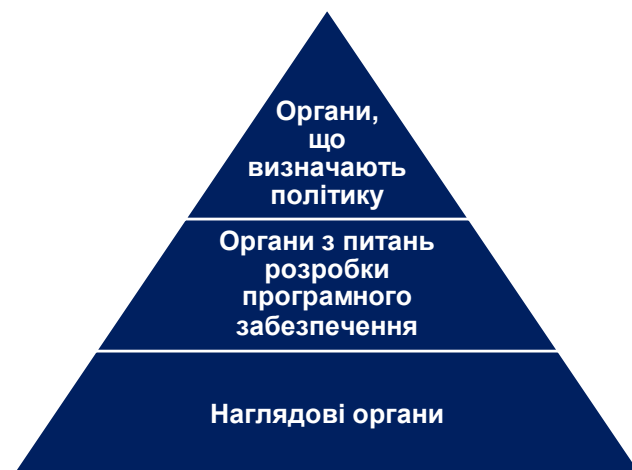 Органи,
що
визначають
політику
Органи з питань
розробки
програмного
забезпечення
Наглядові органи